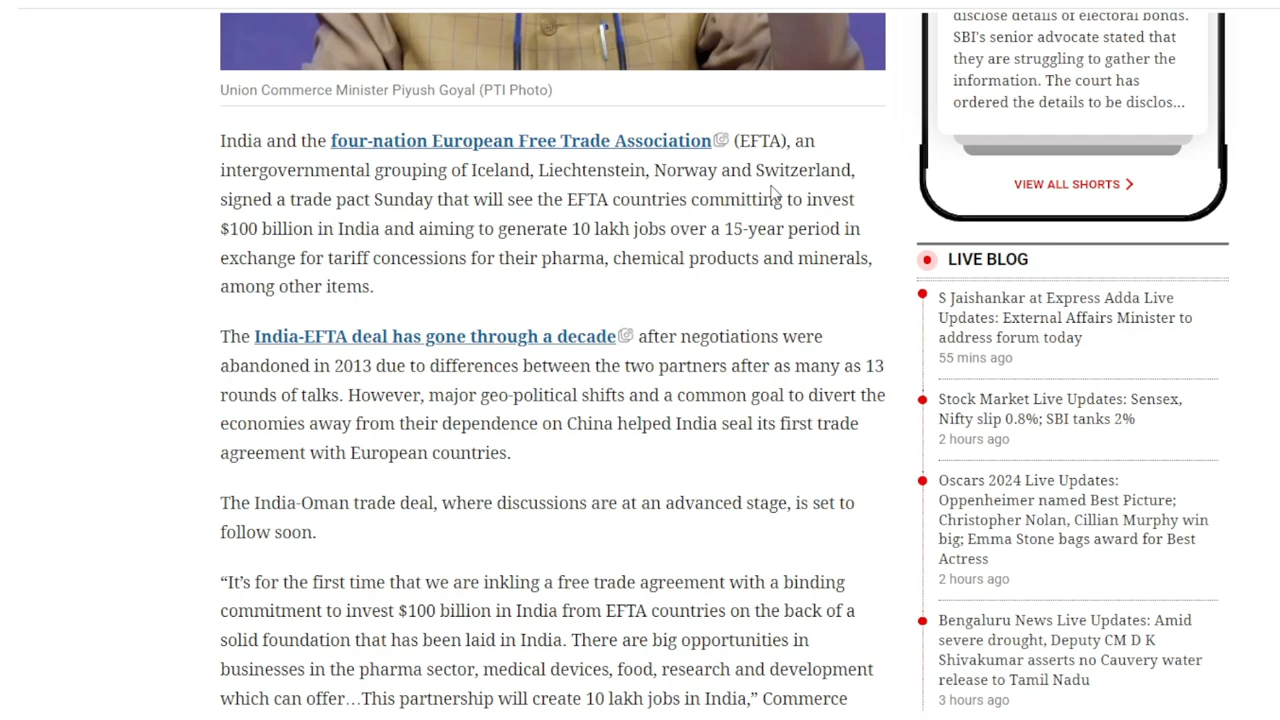 Union Commerce Minister Piyush Goyal (PTI Photo)
India and the four-nation European Free Trade Association (EFTA), an
intergovernmental grouping of Iceland, Liechtenstein, Norway and Switzerland,
signed a trade pact Sunday that will see the EFTA countries committing to invest
$100 billion in India and aiming to generate 10 lakh jobs over a 15-year period in
exchange for tariff concessions for their pharma, chemical products and minerals,
among other items.
The India-EFTA deal has gone through a decade after negotiations were
abandoned in 2013 due to differences between the two partners after as many as 13
rounds of talks. However, major geo-political shifts and a common goal to divert the
economies away from their dependence on China helped India seal its first trade
agreement with European countries.
The India-Oman trade deal, where discussions are at an advanced stage, is set to
follow soon.
“It’s for the first time that we are inkling a free trade agreement with a binding
commitment to invest $100 billion in India from EFTA countries on the back of a
solid foundation that has been laid in India. There are big opportunities in
businesses in the pharma sector, medical devices, food, research and development
which can offer…This partnership will create 10 lakh jobs in India,” Commerce
disclose details of electoral bonds.
SBI's senior advocate stated that
they are struggling to gather the
information. The court has
ordered the details to be disclos...
VIEW ALL SHORTS
LIVE BLOG
S Jaishankar at Express Adda Live
Updates: External Affairs Minister to
address forum today
55 mins ago
Stock Market Live Updates: Sensex,
Nifty slip 0.8%; SBI tanks 2%
2 hours ago
Oscars 2024 Live Updates:
Oppenheimer named Best Picture;
Christopher Nolan, Cillian Murphy win
big; Emma Stone bags award for Best
Actress
2 hours ago
Bengaluru News Live Updates: Amid
severe drought, Deputy CM D K
Shivakumar asserts no Cauvery water
release to Tamil Nadu
3 hours ago